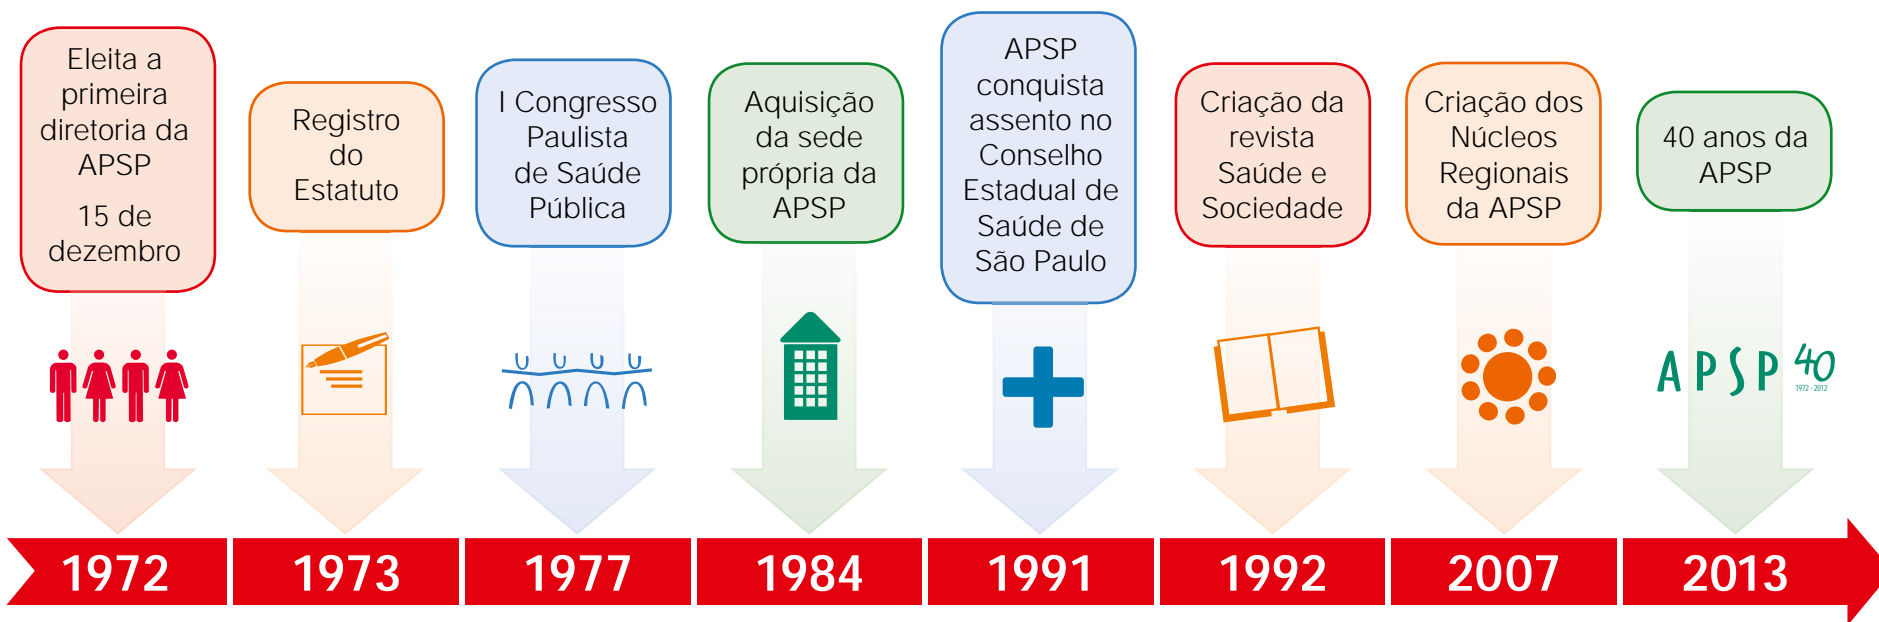 Eleita a
primeira
diretoria da
APSP
15 de
dezembro
Registro
do
Estatuto
I Congresso
Paulista
de Saúde
Pública
Aquisição
da sede
própria da
APSP
APSP
conquista
assento no
Conselho
Estadual de
Saúde de
São Paulo
Criação da
revista
Saúde e
Sociedade
Criação dos
Núcleos
Regionais
da APSP
40 anos da
APSP
APSP 40
1972 - 2012
1972
1973
1977
1984
1991
1992
2007
2013